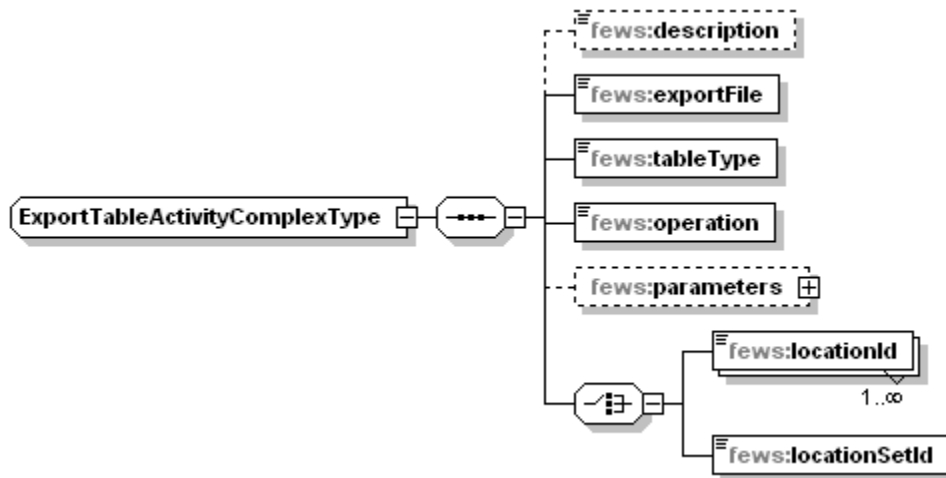 fews:description
fews:exportFile
fews:tableType
ExportTableActivityComplexType
fews:operation
fews:parameters
fews:locationId
1..∞
fews:locationSetId